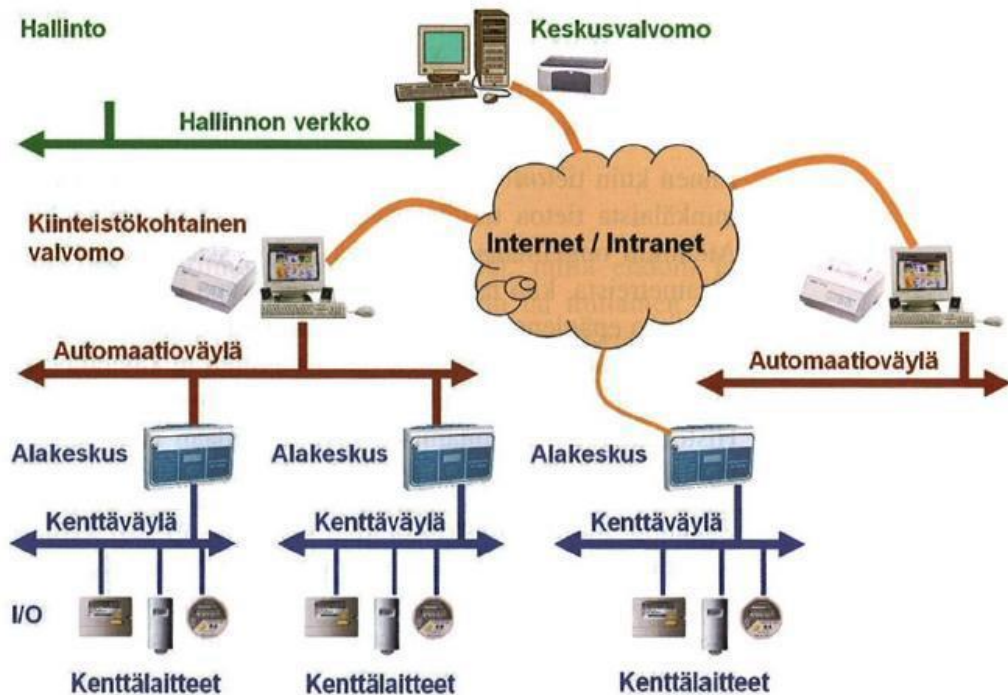 Hallinto
Keskusvalvomo
Hallinnon verkko
Kiinteistökohtainen
valvomo
Internet / Intranet
Automaatioväylä
Automaatioväylä
Alakeskus
Alakeskus
Alakeskus
Kenttäväylä
Kenttäväylä
Kenttäväylä
I/O
Kenttälaitteet
Kenttälaitteet
Kenttälaitteet